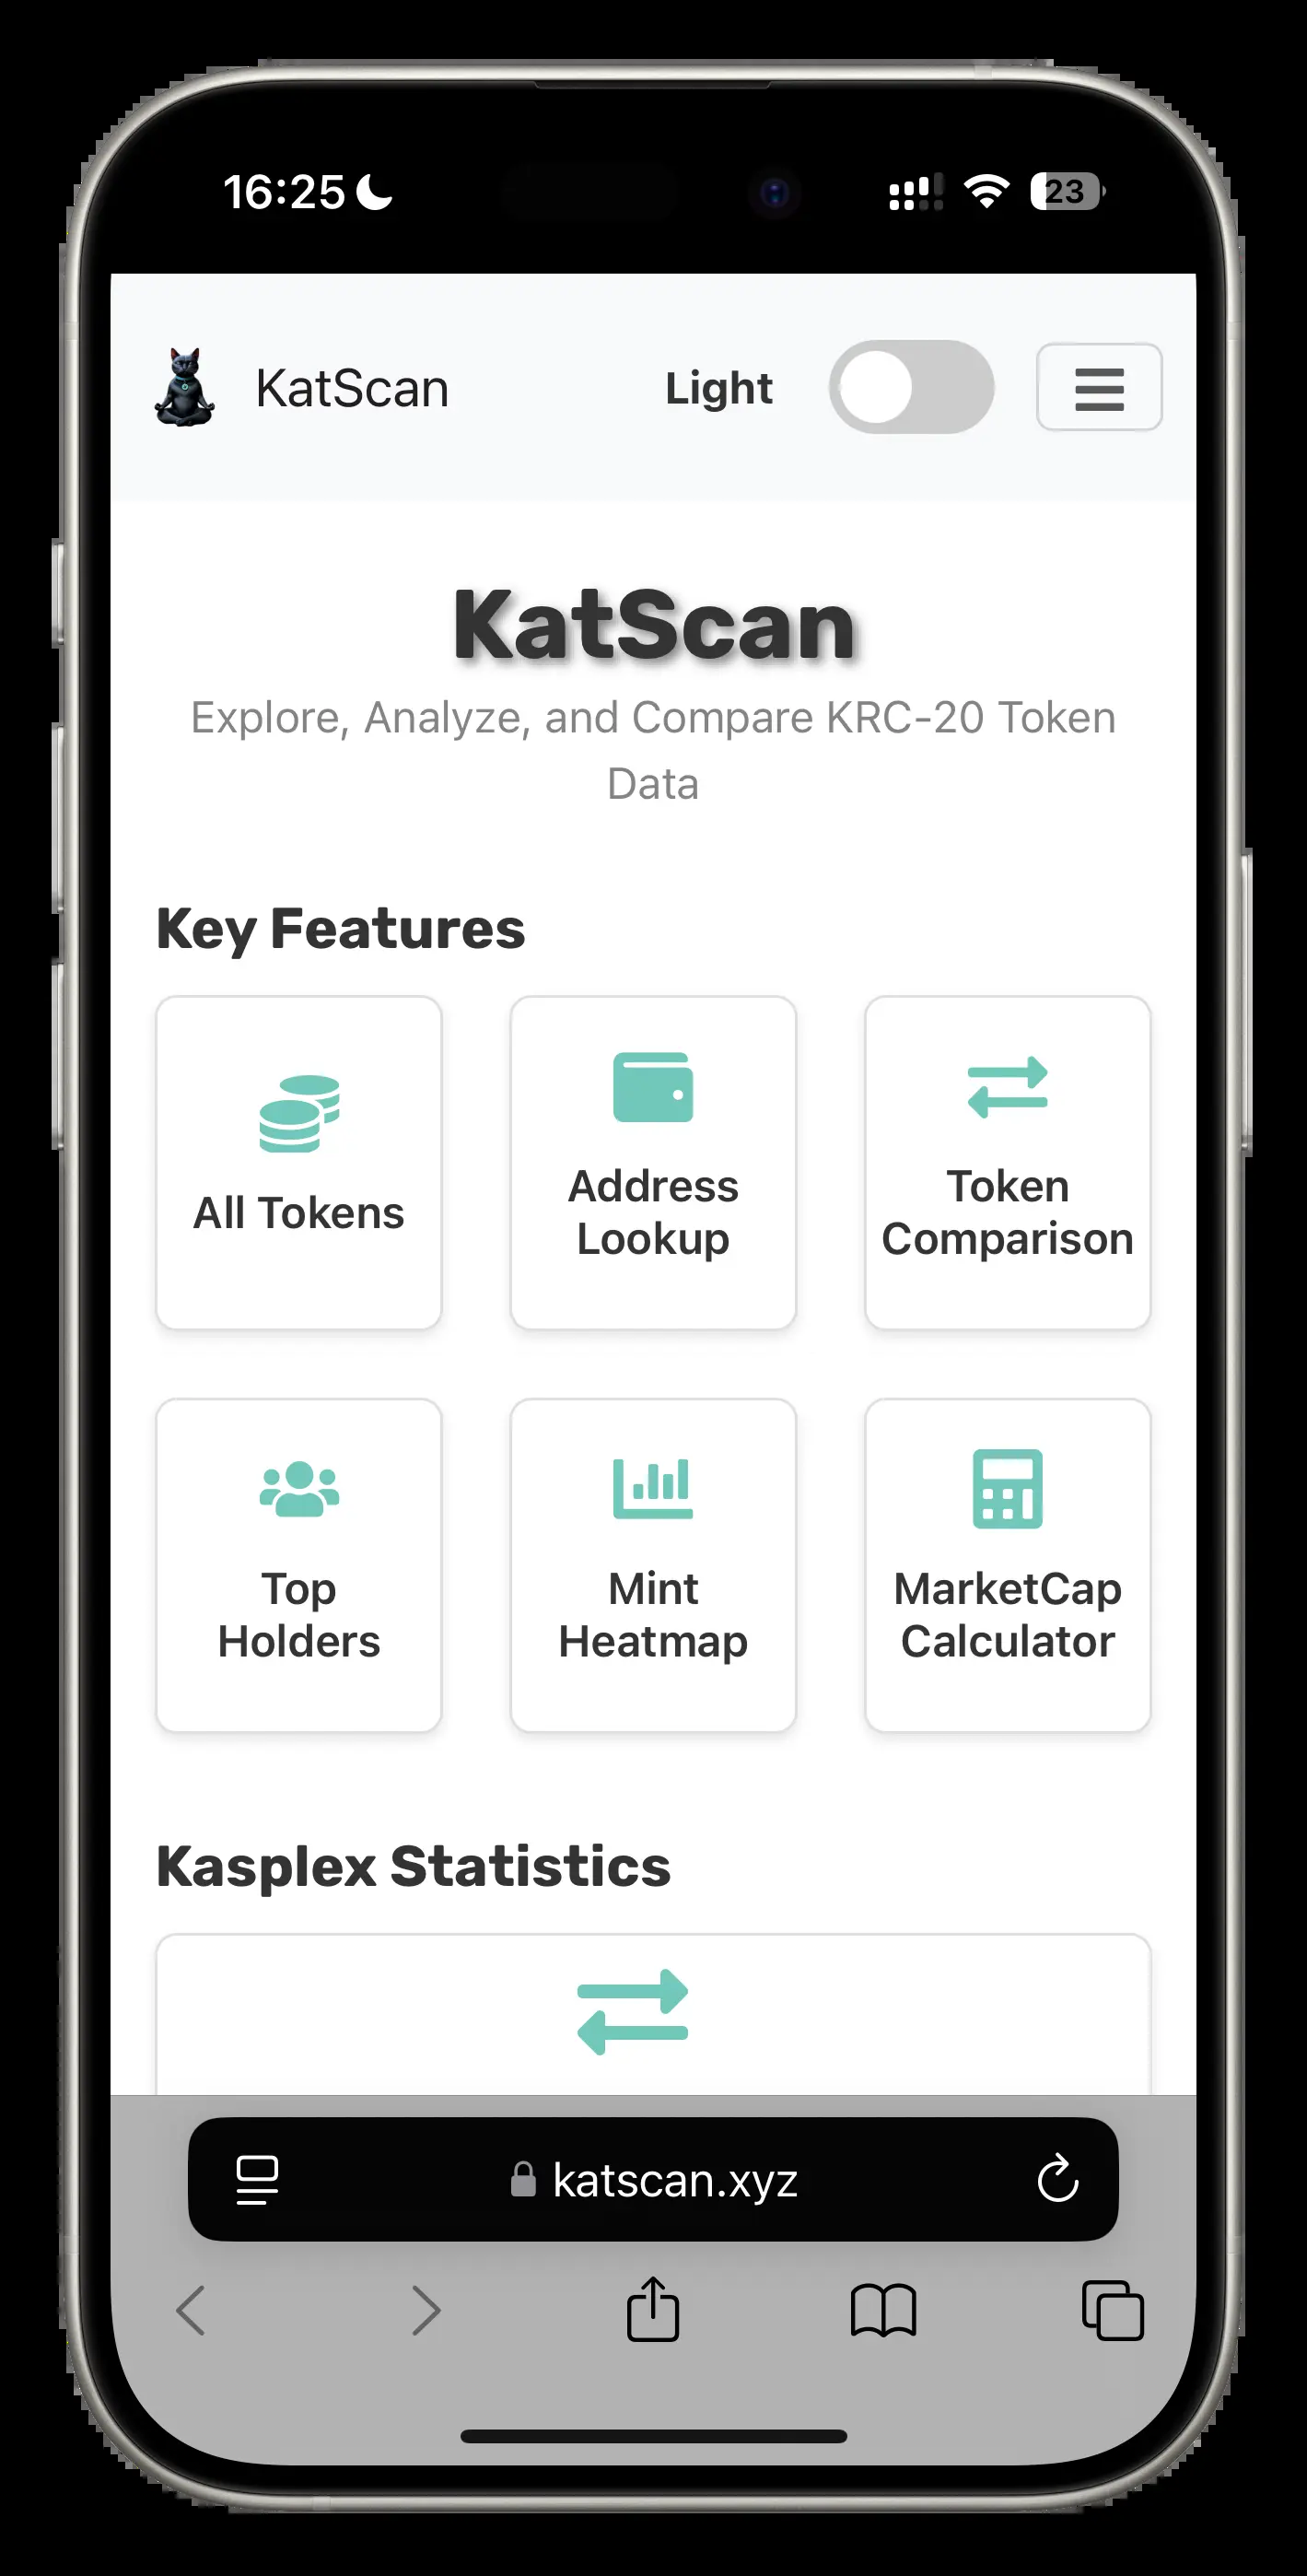 16:25
23
KatScan
Light
KatScan
Explore, Analyze, and Compare KRC-20 Token
Data
Key Features
All Tokens
Address
Lookup
Token
Comparison
Top
Holders
Mint
Heatmap
MarketCap
Calculator
Kasplex Statistics
katscan.xyz